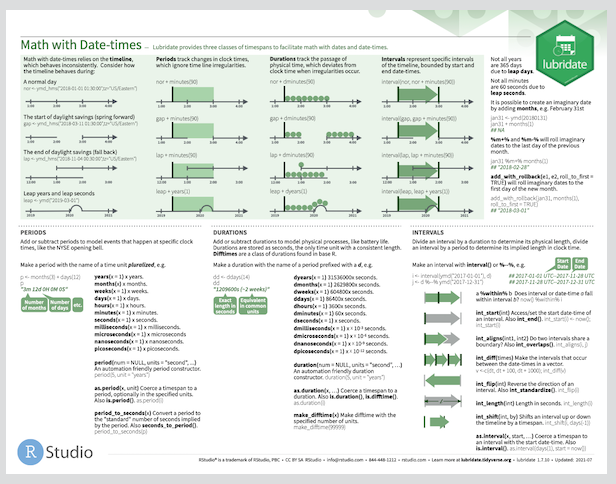 Math with Date-times — Lubridate provides three classes of timespans to facilitate math with dates and date-times.
lubridate
Math with date-times relies on the timeline,
which behaves inconsistently. Consider how
the timeline behaves during:
A normal day
nor <- ymd_hms("2018-01-01 01:30:00",tz="US/Eastern")
The start of daylight savings (spring forward)
gap <- ymd_hms("2018-03-11 01:30:00",tz="US/Eastern")
The end of daylight savings (fall back)
lap <- ymd_hms("2018-11-04 00:30:00",tz="US/Eastern")
Leap years and leap seconds
leap <- ymd("2019-03-01")
Periods track changes in clock times,
which ignore time line irregularities.
nor + minutes(90)
gap + minutes(90)
lap + minutes(90)
leap + years(1)
Durations track the passage of
physical time, which deviates from
clock time when irregularities occur.
nor + dminutes(90)
gap + dminutes(90)
lap + dminutes(90)
leap + dyears(1)
Intervals represent specific intervals
of the timeline, bounded by start and
end date-times.
interval(nor, nor + minutes(90))
interval(gap, gap + minutes(90))
interval(lap, lap + minutes(90))
interval(leap, leap + years(1))
Not all years
are 365 days
due to leap days.
Not all minutes
are 60 seconds due to
leap seconds.
It is possible to create an imaginary date
by adding months, e.g. February 31st
jan31 <- ymd(20180131)
jan31 + months(1)
## NA
%m+% and %m-% will roll imaginary
dates to the last day of the previous
month.
jan31 %m+% months(1)
## "2018-02-28"
add_with_rollback(e1, e2, roll_to_first =
TRUE) will roll imaginary dates to the
first day of the new month.
add_with_rollback(jan31, months(1),
roll_to_first = TRUE)
## "2018-03-01"
PERIODS
Add or subtract periods to model events that happen at specific clock
times, like the NYSE opening bell.
Make a period with the name of a time unit pluralized, e.g.
p <- months(3) + days(12)
p
"3m 12d 0H 0M 0S"
Number of months
Number of days
etc.
years(x = 1) x years.
months(x) x months.
weeks(x = 1) x weeks.
days(x = 1) x days.
hours(x = 1) x hours.
minutes(x = 1) x minutes.
seconds(x = 1) x seconds.
milliseconds(x = 1) x milliseconds.
microseconds(x = 1) x microseconds.
nanoseconds(x = 1) x nanoseconds.
picoseconds(x = 1) x picoseconds.
period(num = NULL, units = "second", ...)
An automation friendly period constructor.
period(5, unit = "years")
as.period(x, unit) Coerce a timespan to a
period, optionally in the specified units.
Also is.period(). as.period(i)
period_to_seconds(x) Convert a period to
the "standard" number of seconds implied
by the period. Also seconds_to_period().
period_to_seconds(p)
DURATIONS
Add or subtract durations to model physical processes, like battery life.
Durations are stored as seconds, the only time unit with a consistent length.
Difftimes are a class of durations found in base R.
Make a duration with the name of a period prefixed with a d, e.g.
dd <- ddays(14)
dd
"1209600s (~2 weeks)"
Exact length in seconds
Equivalent in common units
dyears(x = 1) 31536000x seconds.
dmonths(x = 1) 2629800x seconds.
dweeks(x = 1) 604800x seconds.
ddays(x = 1) 86400x seconds.
dhours(x = 1) 3600x seconds.
dminutes(x = 1) 60x seconds.
dseconds(x = 1) x seconds.
dmilliseconds(x = 1) x × 10⁻³ seconds.
dmicroseconds(x = 1) x × 10⁻⁶ seconds.
dnanoseconds(x = 1) x × 10⁻⁹ seconds.
dpicoseconds(x = 1) x × 10⁻¹² seconds.
duration(num = NULL, units = "second", ...)
An automation friendly duration
constructor. duration(5, unit = "years")
as.duration(x, ...) Coerce a timespan to a
duration. Also is.duration(), is.difftime().
as.duration(i)
make_difftime(x) Make difftime with the
specified number of units.
make_difftime(99999)
INTERVALS
Divide an interval by a duration to determine its physical length, divide
an interval by a period to determine its implied length in clock time.
Make an interval with interval() or %--%, e.g.
Start Date
End Date
i <- interval(ymd("2017-01-01"), d) ## 2017-01-01 UTC--2017-11-28 UTC
j <- d %--% ymd("2017-12-31") ## 2017-11-28 UTC--2017-12-31 UTC
a %within% b Does interval or date-time a fall
within interval b? now() %within% i
int_start(int) Access/set the start date-time of
an interval. Also int_end(). int_start(i) <- now();
int_start(i)
int_aligns(int1, int2) Do two intervals share a
boundary? Also int_overlaps(). int_aligns(i, j)
int_diff(times) Make the intervals that occur
between the date-times in a vector.
v <-c(dt, dt + 100, dt + 1000); int_diff(v)
int_flip(int) Reverse the direction of an
interval. Also int_standardize(). int_flip(i)
int_length(int) Length in seconds. int_length(i)
int_shift(int, by) Shifts an interval up or down
the timeline by a timespan. int_shift(i, days(-1))
as.interval(x, start, ...) Coerce a timespan to
an interval with the start date-time. Also
is.interval(). as.interval(days(1), start = now())
R Studio
RStudio® is a trademark of RStudio, PBC • CC BY SA RStudio • info@rstudio.com • 844-448-1212 • rstudio.com • Learn more at lubridate.tidyverse.org • lubridate 1.7.10 • Updated: 2021-07